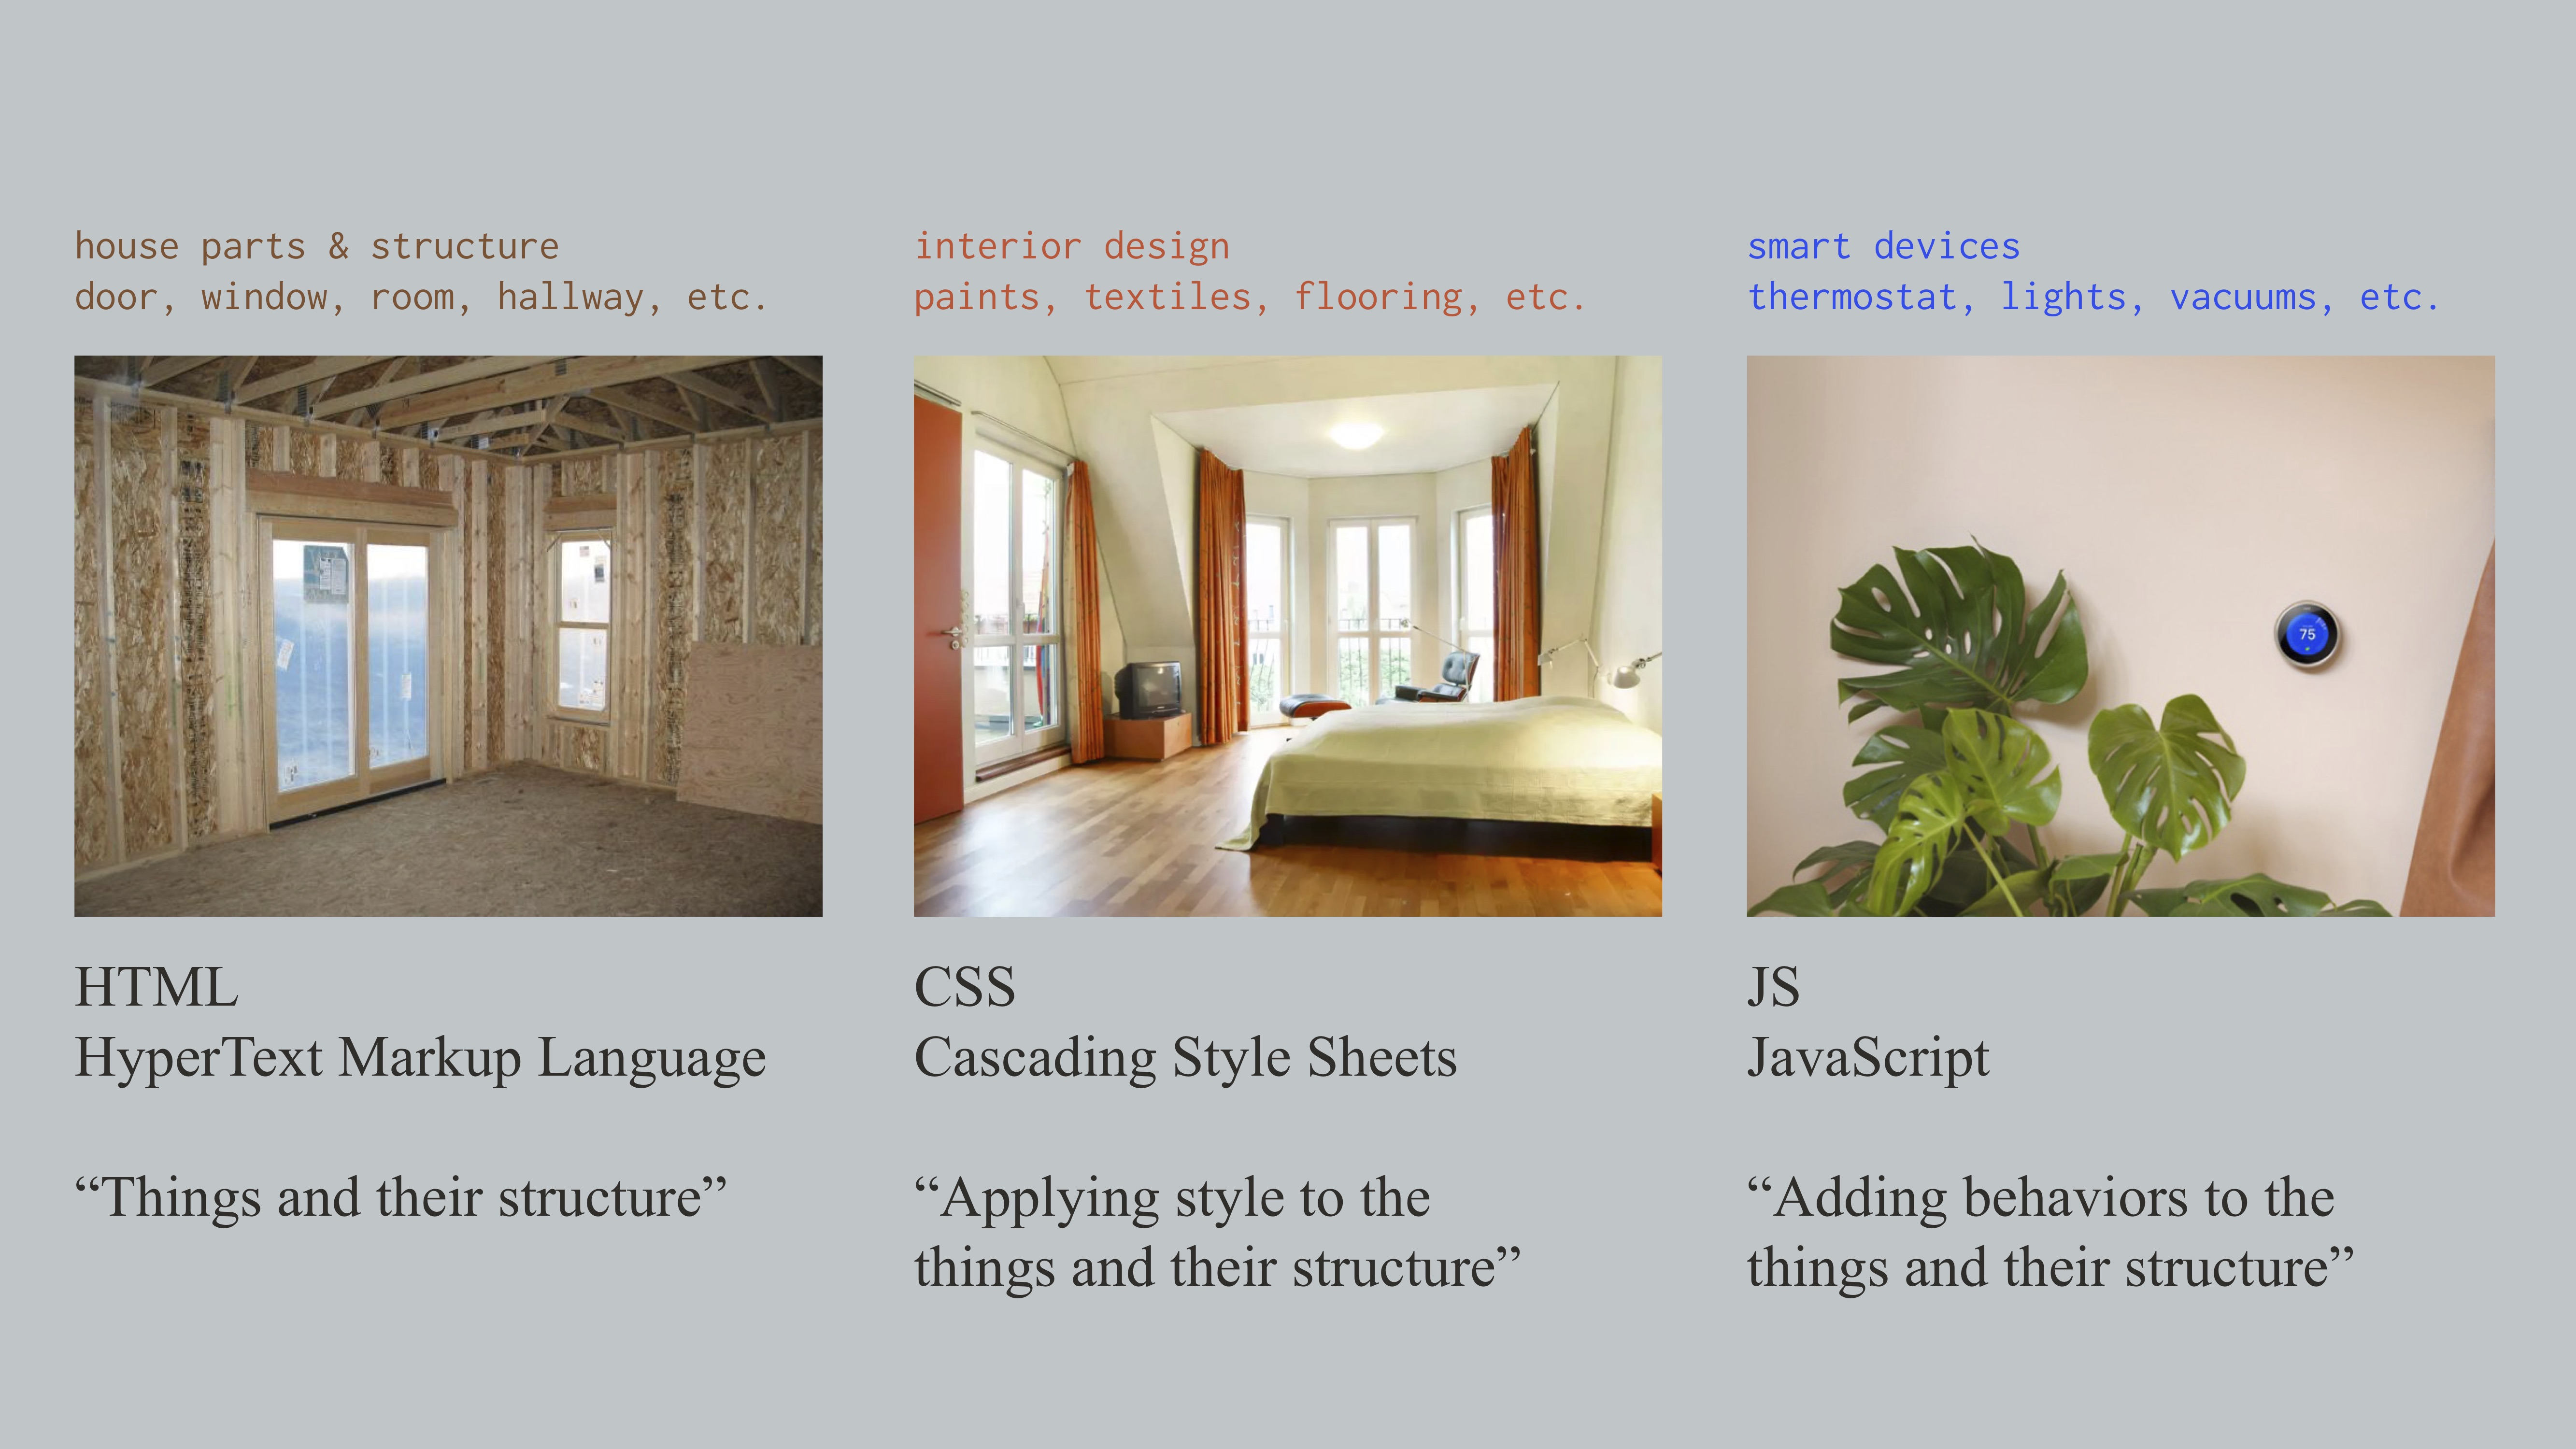 house parts & structure
door, window, room, hallway, etc.
HTML
HyperText Markup Language
“Things and their structure”
interior design
paints, textiles, flooring, etc.
CSS
Cascading Style Sheets
“Applying style to the
things and their structure”
smart devices
thermostat, lights, vacuums, etc.
75
JS
JavaScript
“Adding behaviors to the
things and their structure”